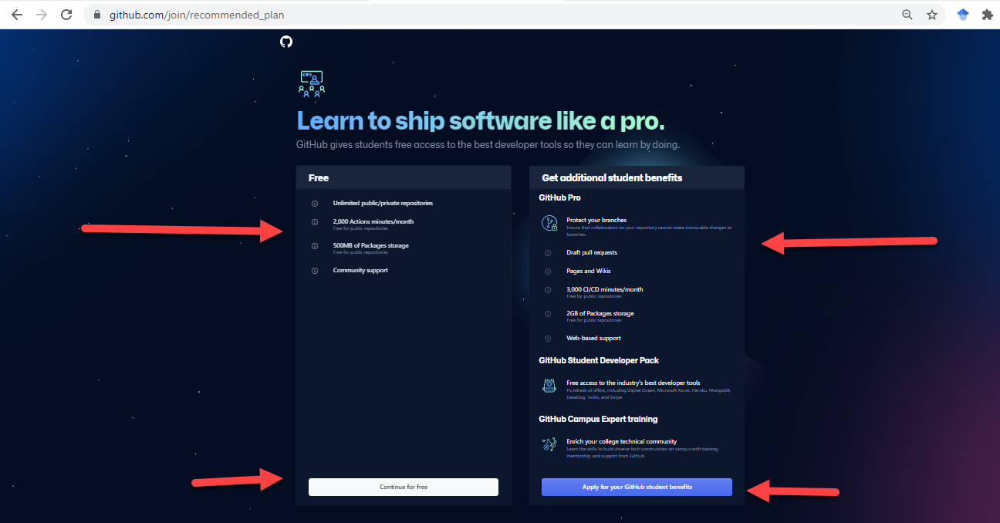 github.com/join/recommended_plan
Learn to ship software like a pro.
GitHub gives students free access to the best developer tools so they can learn by doing.
Free
Unlimited public/private repositories
2,000 Actions minutes/month
Free for public repositories
500MB of Packages storage
Free for public repositories
Community support
Continue for free
Get additional student benefits
GitHub Pro
Protect your branches
Ensure that collaborators on your repository cannot make irrevocable changes to
branches.
Draft pull requests
Pages and Wikis
3,000 CI/CD minutes/month
Free for public repositories
2GB of Packages storage
Free for public repositories
Web-based support
GitHub Student Developer Pack
Free access to the industry's best developer tools
Hundreds of offers, including Digital Ocean, Microsoft Azure, Heroku, MongoDB,
DataDog, Twilio, and Stripe.
GitHub Campus Expert training
Enrich your college technical community
Learn the skills to build diverse tech communities on campus with training,
mentorship, and support from GitHub.
Apply for your GitHub student benefits